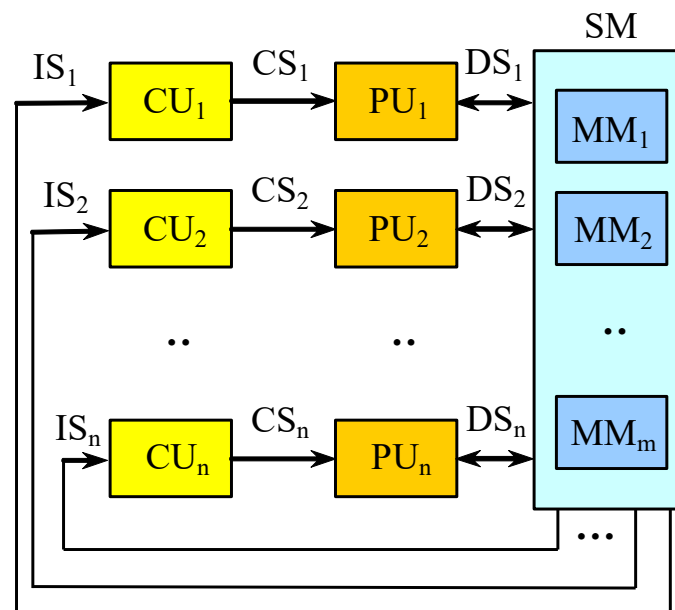 SM
IS₁ CS₁ DS₁
CU₁ PU₁ MM₁
IS₂ CS₂ DS₂
CU₂ PU₂ MM₂
.. .. ..
ISₙ CSₙ DSₙ
CUₙ PUₙ MMₘ
...